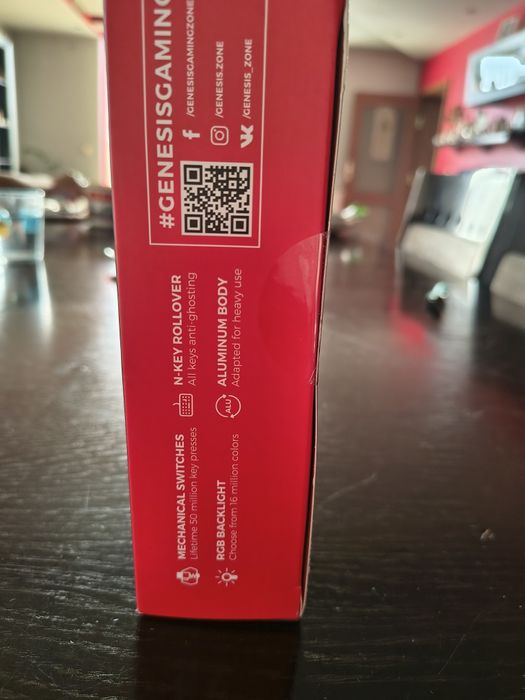 #GENESISGAMING
/GENESISGAMINGZONE
/GENESIS.ZONE
/GENESIS_ZONE
MECHANICAL SWITCHES
Lifetime 50 million key presses
N-KEY ROLLOVER
All keys anti-ghosting
RGB BACKLIGHT
Choose from 16 million colors
ALU
ALUMINUM BODY
Adapted for heavy use